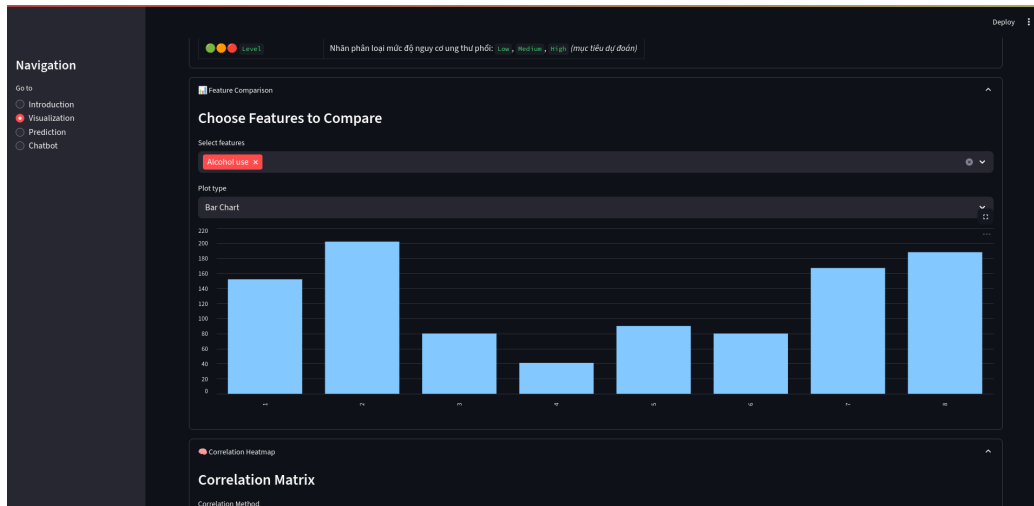 Deploy
Level Nhãn phân loại mức độ nguy cơ ung thư phổi: Low, Medium, High (mục tiêu dự đoán)
Navigation
Go to
Introduction
Visualization
Prediction
Chatbot
Feature Comparison
Choose Features to Compare
Select features
Alcohol use
Plot type
Bar Chart
220
200
180
160
140
120
100
80
60
40
20
0
1 2 3 4 5 6 7 8
Correlation Heatmap
Correlation Matrix
Correlation Method